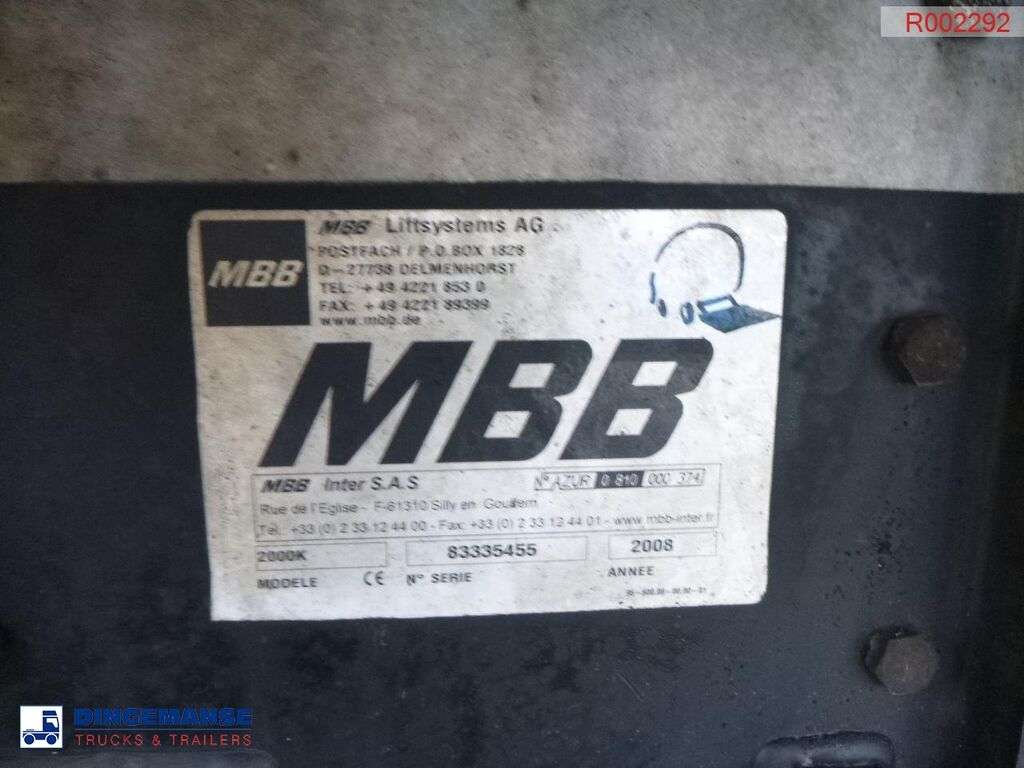 R002292
MBB
MBB Liftsystems AG
POSTFACH / P.O.BOX 1828
D-27738 DELMENHORST
TEL: +49 4221 853 0
FAX: +49 4221 89399
www.mbb.de
MBB
MBB Inter S.A.S
N° AZUR 0 810 000 374
Rue de l'Eglise - F-61310 Silly en Gouffern
Tél. +33 (0) 2 33 12 44 00 - Fax: +33 (0) 2 33 12 44 01 - www.mbb-inter.fr
2000K 83335455 2008
MODELE CE N° SERIE ANNEE
DINGEMANSE
TRUCKS & TRAILERS